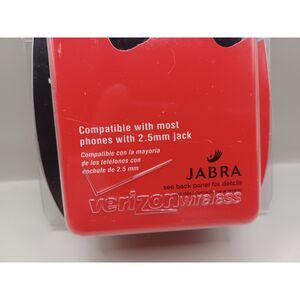 Compatible with most
phones with 2.5mm jack
Compatible con la mayoria
de los teléfonos con
enchufe de 2.5 mm
JABRA
see back panel for details
verizonwireless